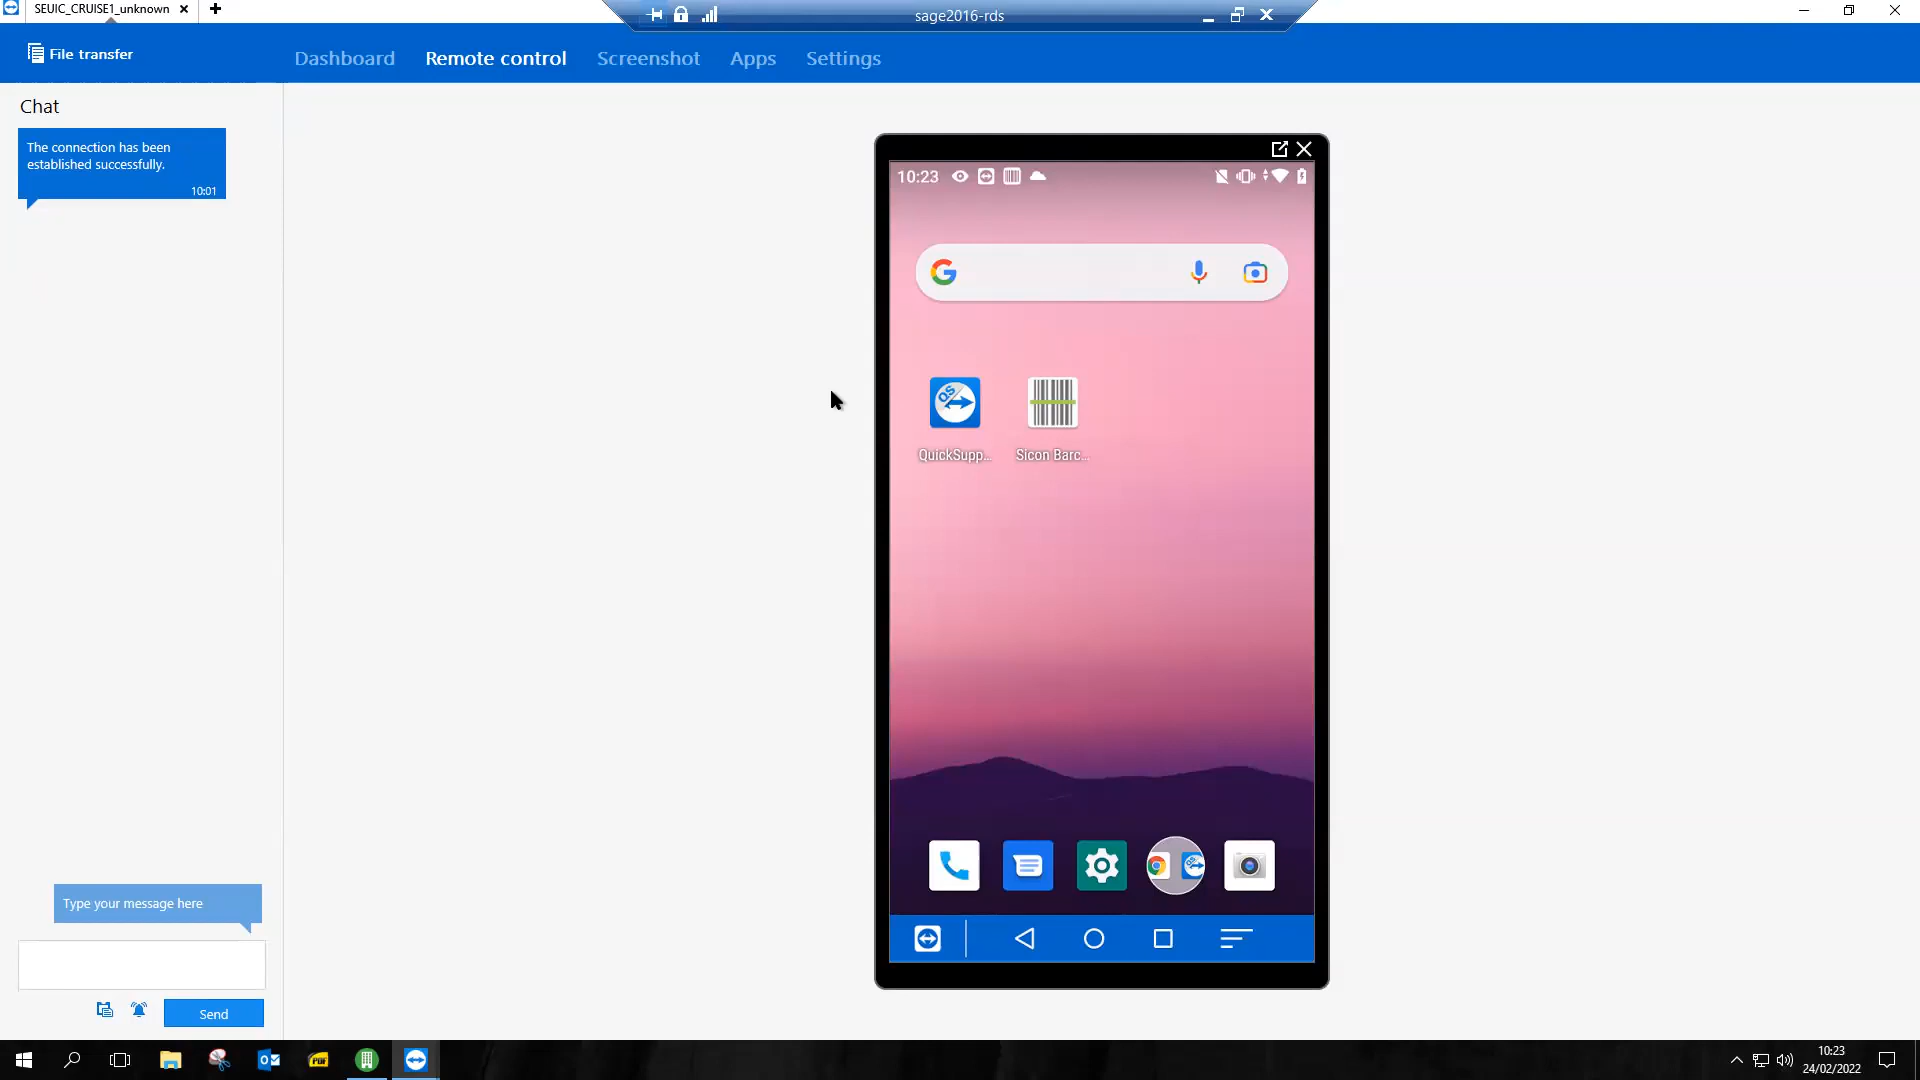 SEUIC_CRUISE1_unknown
sage2016-rds
File transfer
Dashboard
Remote control
Screenshot
Apps
Settings
Chat
The connection has been
established successfully.
10:01
10:23
QuickSupp...
Sicon Barc...
Type your message here
Send
PDF
10:23
24/02/2022